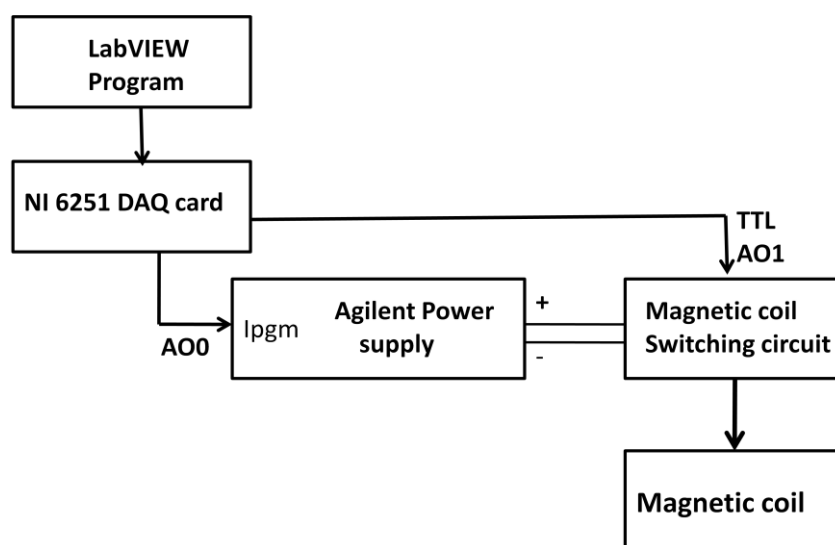 LabVIEW
Program
NI 6251 DAQ card
TTL
AO1
AO0
Ipgm
Agilent Power
supply
+
-
Magnetic coil
Switching circuit
Magnetic coil